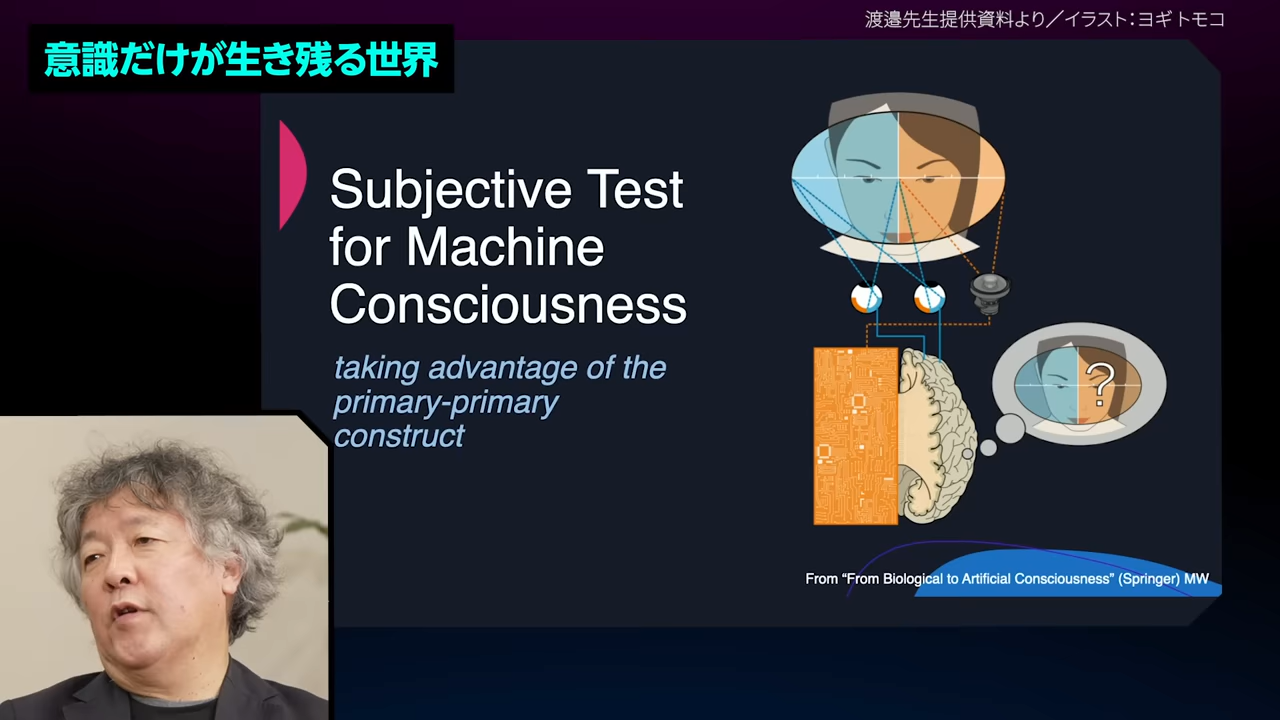 渡邉先生提供資料より／イラスト：ヨギ トモコ
意識だけが生き残る世界
Subjective Test
for Machine
Consciousness
taking advantage of the
primary-primary
construct
?
From “From Biological to Artificial Consciousness” (Springer) MW